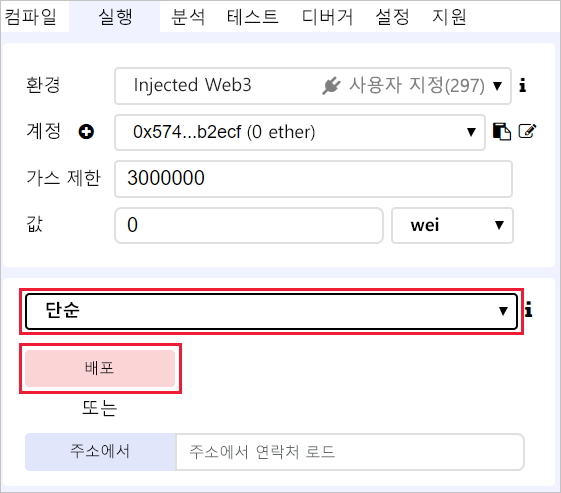 컴파일 실행 분석 테스트 디버거 설정 지원
환경 Injected Web3 사용자 지정(297)
계정 0x574...b2ecf (0 ether)
가스 제한 3000000
값 0 wei
단순
배포
또는
주소에서 주소에서 연락처 로드